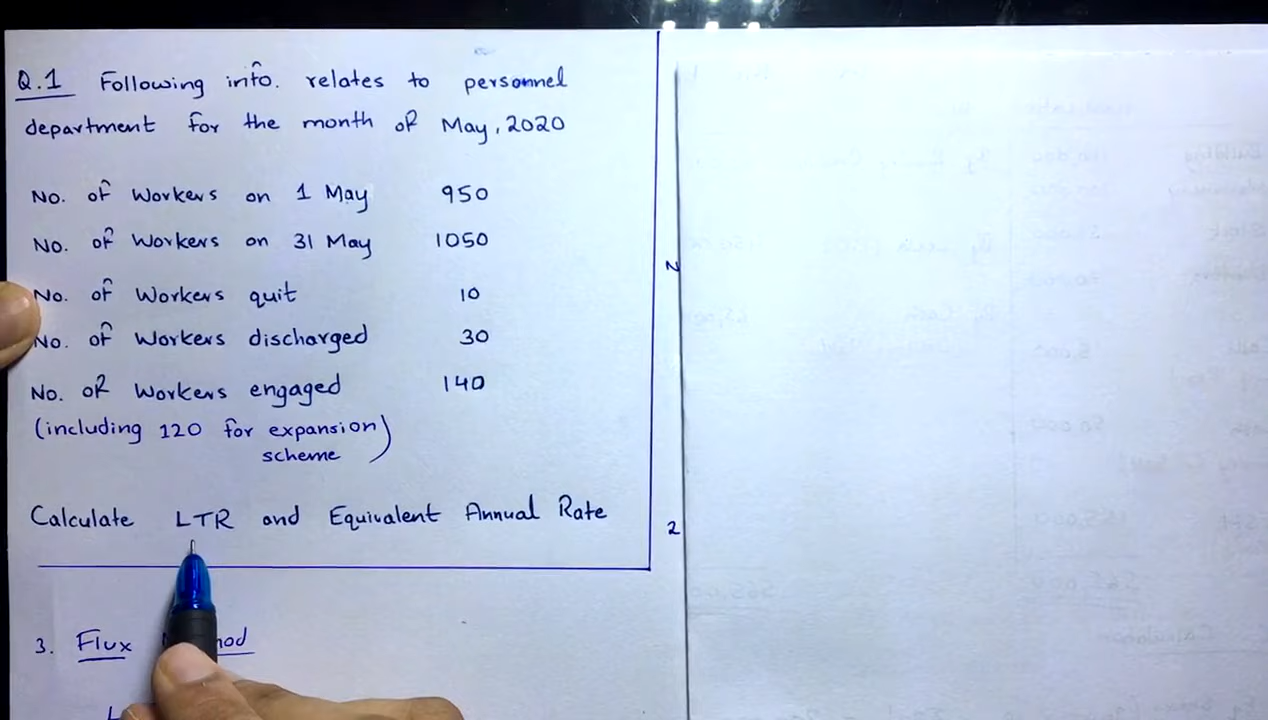 Q.1 Following info. relates to personnel
department for the month of May, 2020
No. of Workers on 1 May 950
No. of Workers on 31 May 1050
No. of Workers quit 10
No. of Workers discharged 30
No. of Workers engaged 140
(including 120 for expansion
scheme)
Calculate LTR and Equivalent Annual Rate
3. Flux
2